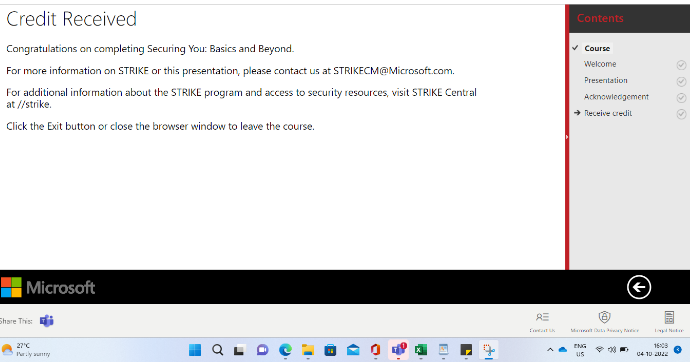 Credit Received
Contents
Congratulations on completing Securing You: Basics and Beyond.
For more information on STRIKE or this presentation, please contact us at STRIKECM@Microsoft.com.
For additional information about the STRIKE program and access to security resources, visit STRIKE Central
at //strike.
Click the Exit button or close the browser window to leave the course.
Course
Welcome
Presentation
Acknowledgement
Receive credit
Microsoft
Share This:
Contact Us
Microsoft Data Privacy Notice
Legal Notice
27°C
Partly sunny
ENG
US
16:03
04-10-2022